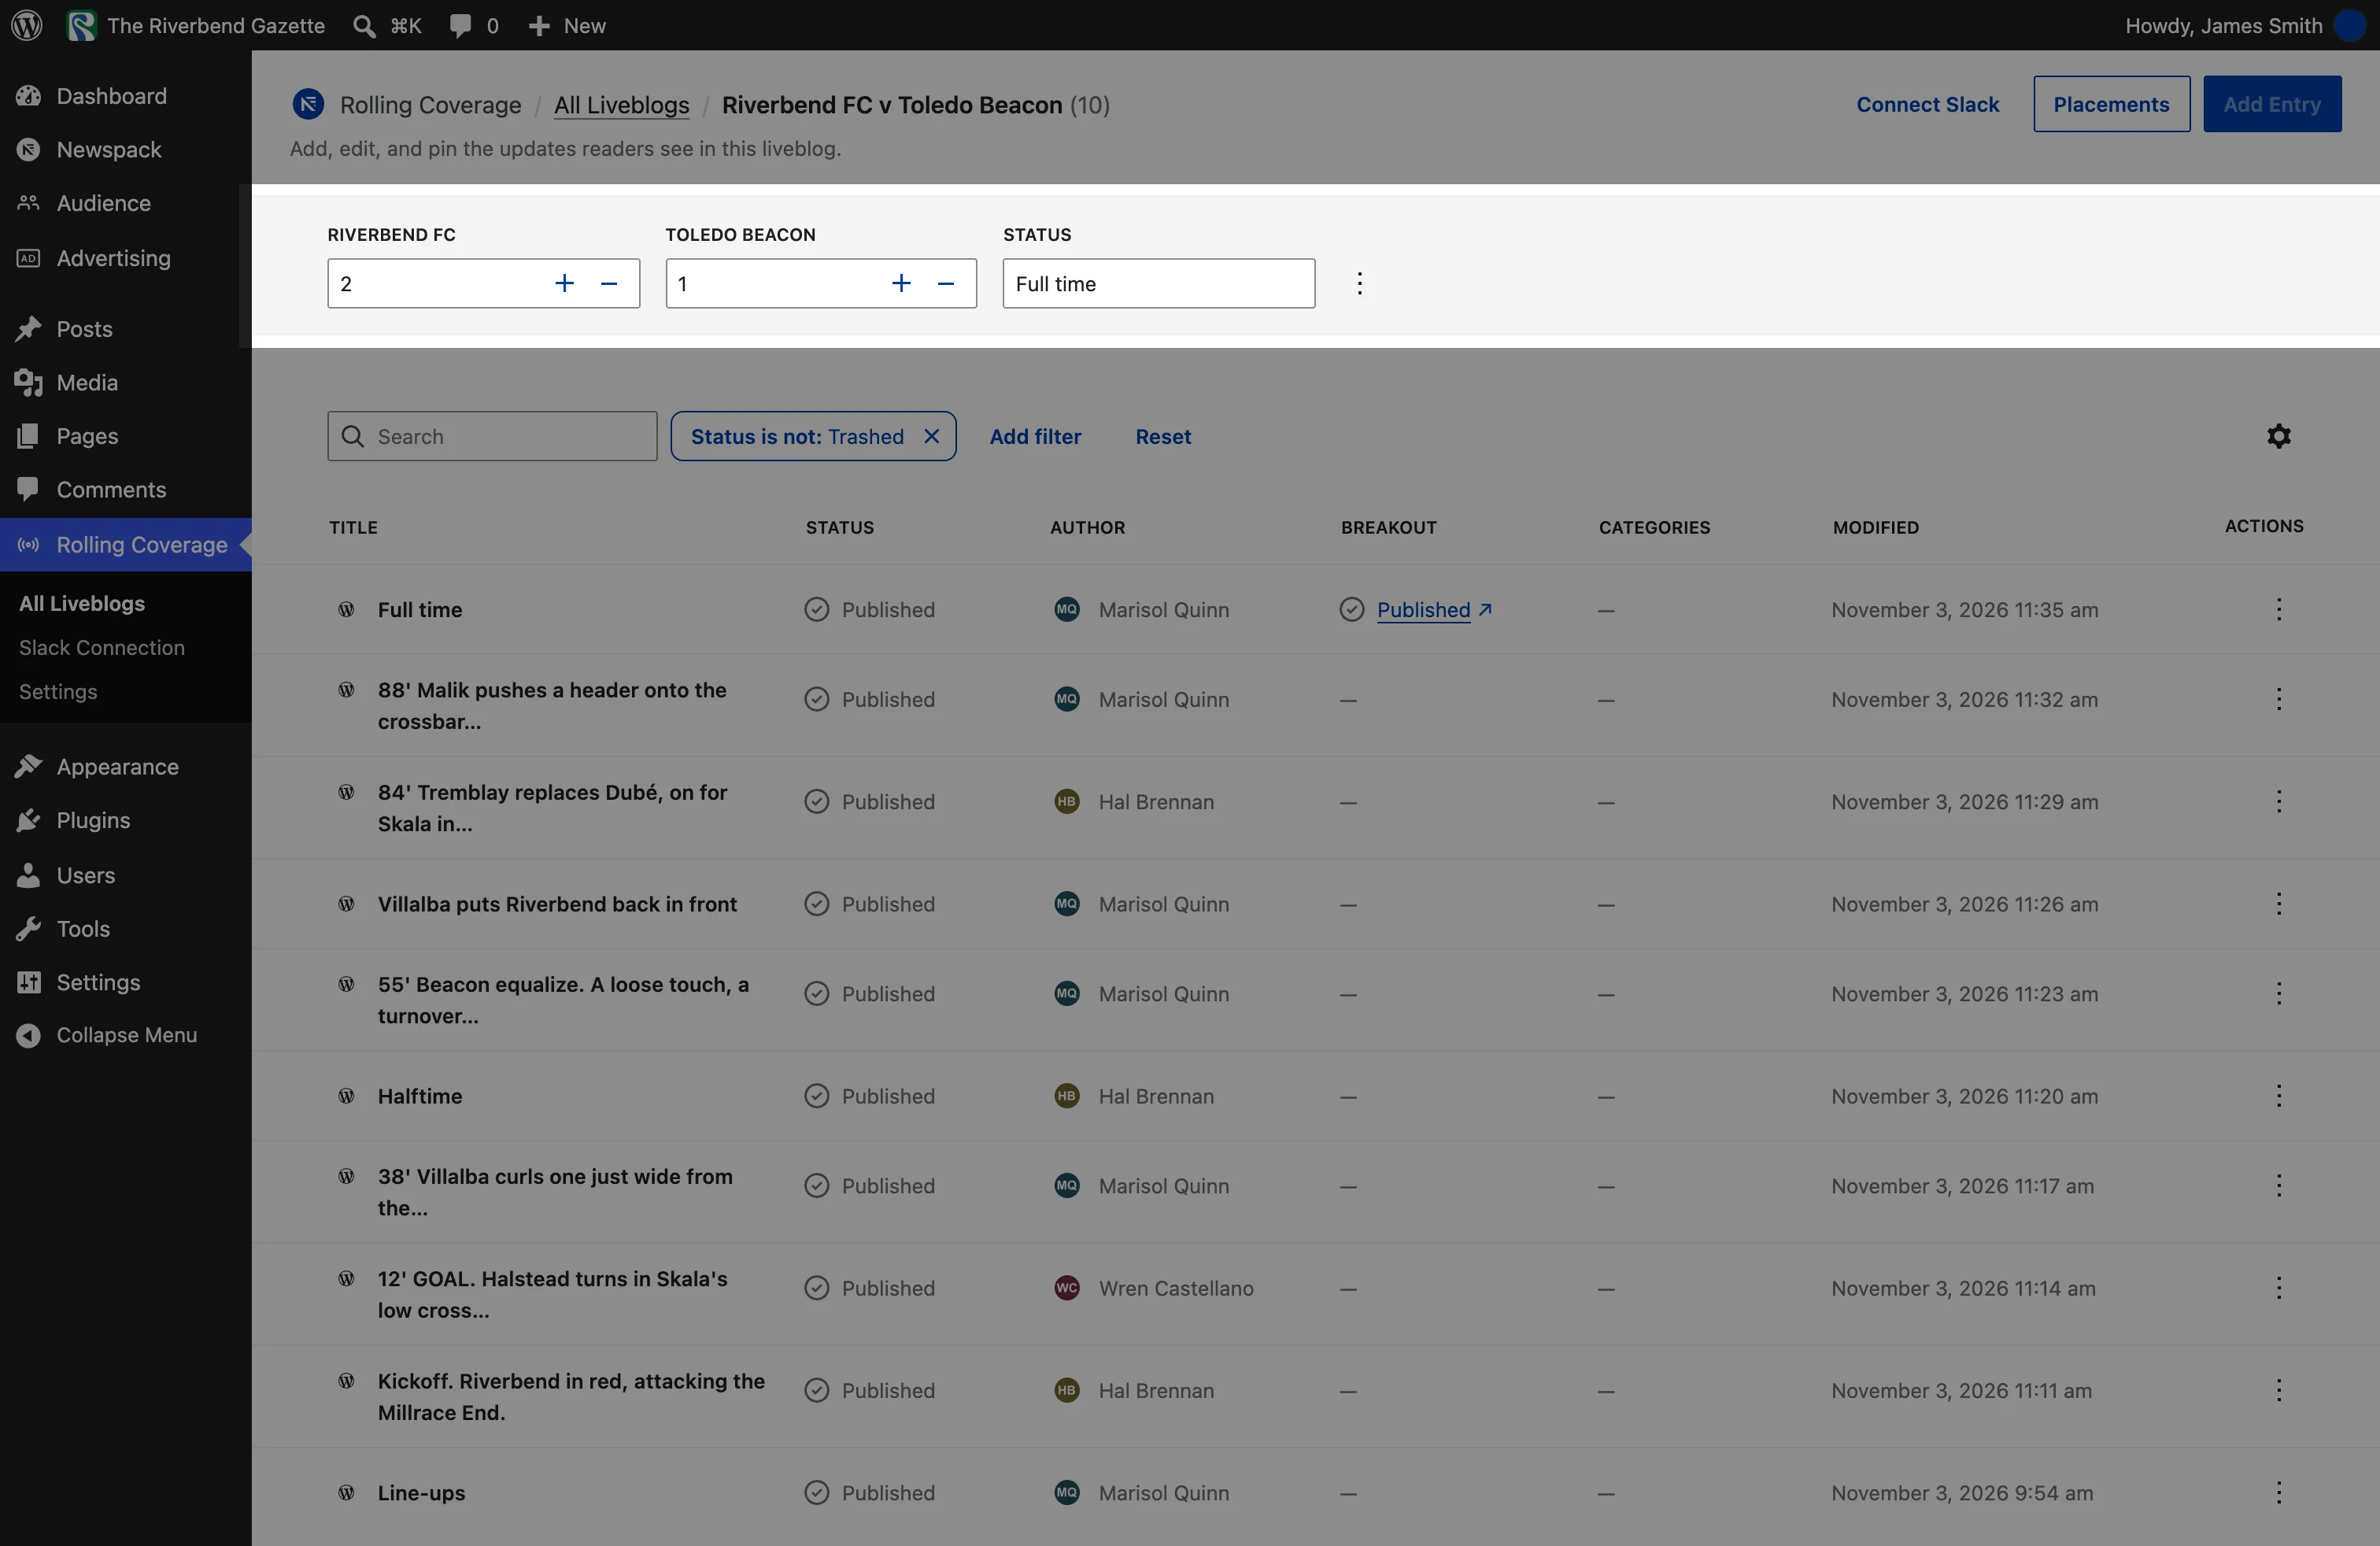 The Riverbend Gazette ⌘K 0 New Howdy, James Smith
Dashboard
Newspack
Audience
AD Advertising
Posts
Media
Pages
Comments
Rolling Coverage
All Liveblogs
Slack Connection
Settings
Appearance
Plugins
Users
Tools
Settings
Collapse Menu
Rolling Coverage / All Liveblogs / Riverbend FC v Toledo Beacon (10) Connect Slack Placements Add Entry
Add, edit, and pin the updates readers see in this liveblog.
RIVERBEND FC TOLEDO BEACON STATUS
2 + − 1 + − Full time
Search Status is not: Trashed Add filter Reset
TITLE STATUS AUTHOR BREAKOUT CATEGORIES MODIFIED ACTIONS
Full time Published MQ Marisol Quinn Published ↗ — November 3, 2026 11:35 am
88' Malik pushes a header onto the
crossbar... Published MQ Marisol Quinn — — November 3, 2026 11:32 am
84' Tremblay replaces Dubé, on for
Skala in... Published HB Hal Brennan — — November 3, 2026 11:29 am
Villalba puts Riverbend back in front Published MQ Marisol Quinn — — November 3, 2026 11:26 am
55' Beacon equalize. A loose touch, a
turnover... Published MQ Marisol Quinn — — November 3, 2026 11:23 am
Halftime Published HB Hal Brennan — — November 3, 2026 11:20 am
38' Villalba curls one just wide from
the... Published MQ Marisol Quinn — — November 3, 2026 11:17 am
12' GOAL. Halstead turns in Skala's
low cross... Published WC Wren Castellano — — November 3, 2026 11:14 am
Kickoff. Riverbend in red, attacking the
Millrace End. Published HB Hal Brennan — — November 3, 2026 11:11 am
Line-ups Published MQ Marisol Quinn — — November 3, 2026 9:54 am